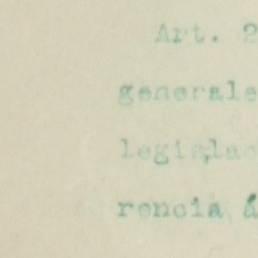 Art. 2
generale
legislac
rencia á